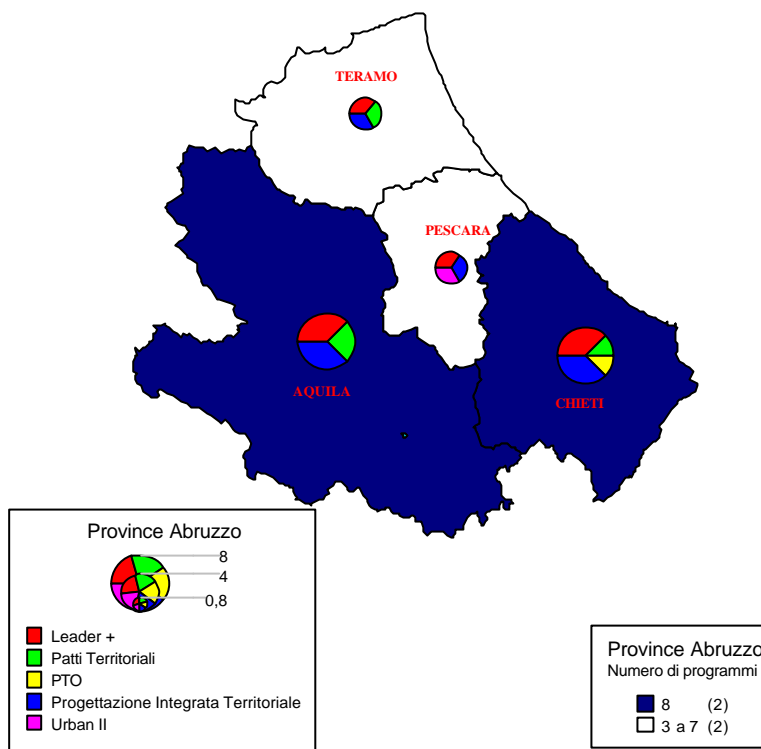 TERAMO
PESCARA
AQUILA
CHIETI
Province Abruzzo
8
4
0,8
Leader +
Patti Territoriali
PTO
Progettazione Integrata Territoriale
Urban II
Province Abruzzo
Numero di programmi
8 (2)
3 a 7 (2)